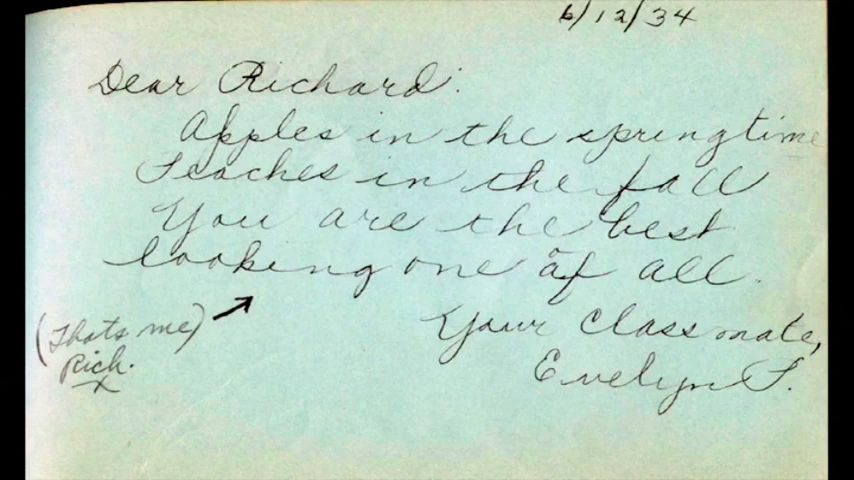 6/12/34
Dear Richard:
Apples in the springtime
Peaches in the fall
You are the best
looking one of all.
Your Classmate,
Evelyn S.
(Thats me)
Rich.
x